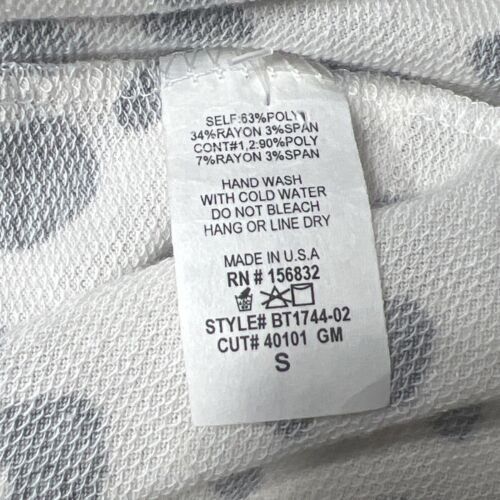 SELF:63%POLY
34%RAYON 3%SPAN
CONT#1,2:90%POLY
7%RAYON 3%SPAN
HAND WASH
WITH COLD WATER
DO NOT BLEACH
HANG OR LINE DRY
MADE IN U.S.A
RN # 156832
STYLE# BT1744-02
CUT# 40101 GM
S